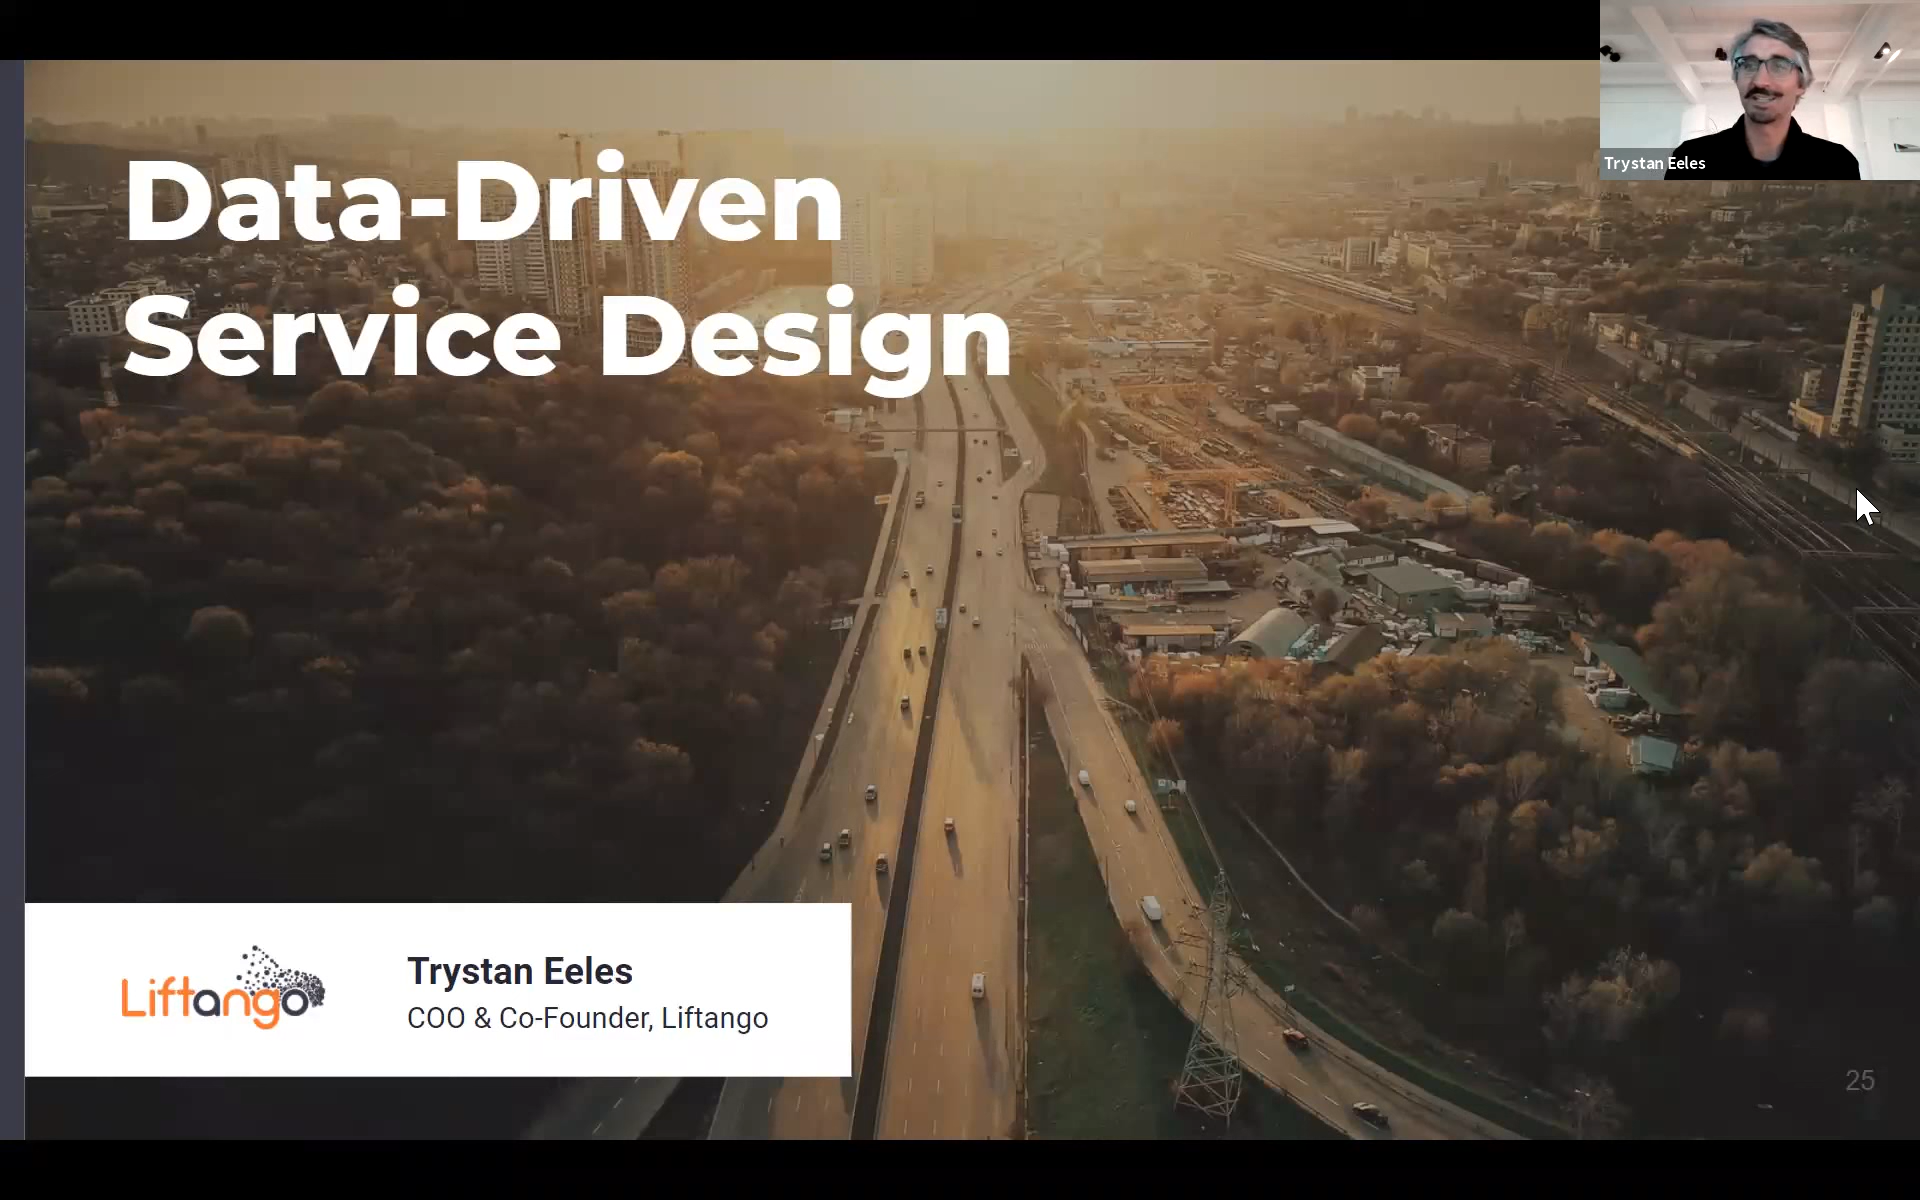 Trystan Eeles
Data-Driven
Service Design
Liftango
Trystan Eeles
COO & Co-Founder, Liftango
25